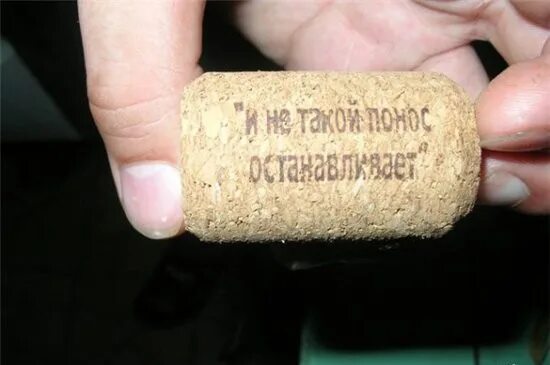 "и не такой понос
останавливает"